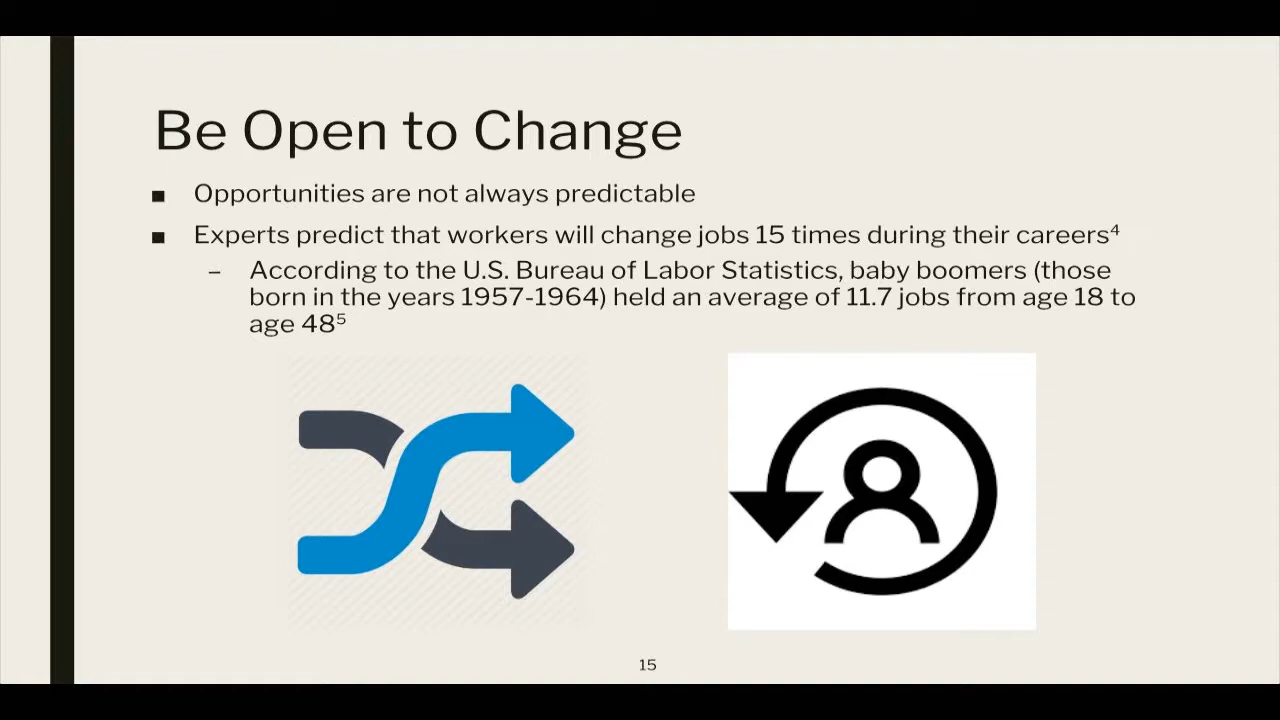 Be Open to Change
■ Opportunities are not always predictable
■ Experts predict that workers will change jobs 15 times during their careers⁴
– According to the U.S. Bureau of Labor Statistics, baby boomers (those
born in the years 1957-1964) held an average of 11.7 jobs from age 18 to
age 48⁵
15